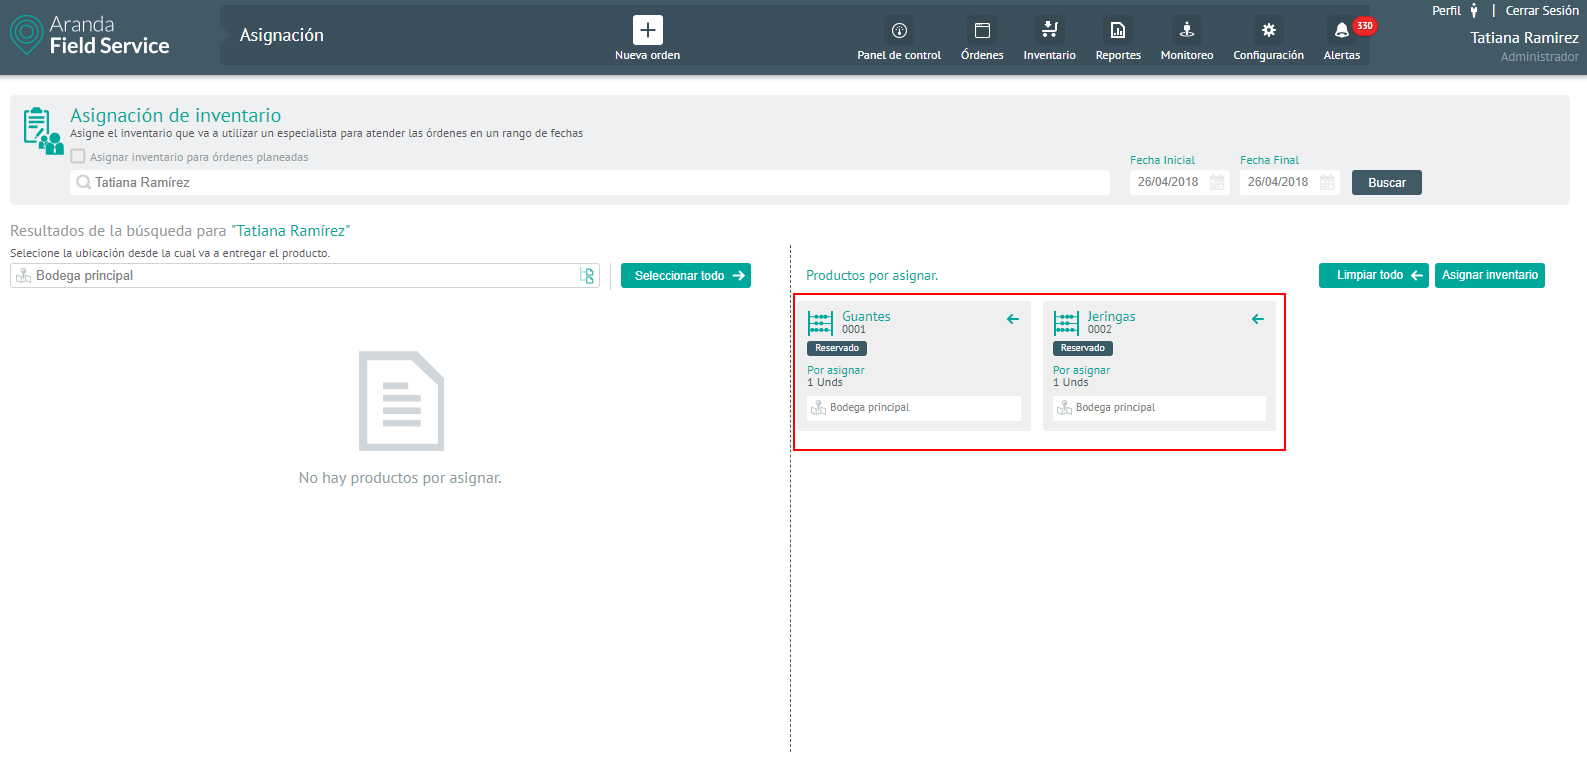 Aranda
Field Service
Asignación
Nueva orden
Panel de control
Órdenes
Inventario
Reportes
Monitoreo
Configuración
Alertas
330
Perfil | Cerrar Sesión
Tatiana Ramirez
Administrador
Asignación de inventario
Asigne el inventario que va a utilizar un especialista para atender las órdenes en un rango de fechas
Asignar inventario para órdenes planeadas
Tatiana Ramírez
Fecha Inicial
26/04/2018
Fecha Final
26/04/2018
Buscar
Resultados de la búsqueda para "Tatiana Ramírez"
Selecione la ubicación desde la cual va a entregar el producto.
Bodega principal
Seleccionar todo
No hay productos por asignar.
Productos por asignar.
Limpiar todo
Asignar inventario
Guantes
0001
Reservado
Por asignar
1 Unds
Bodega principal
Jeringas
0002
Reservado
Por asignar
1 Unds
Bodega principal